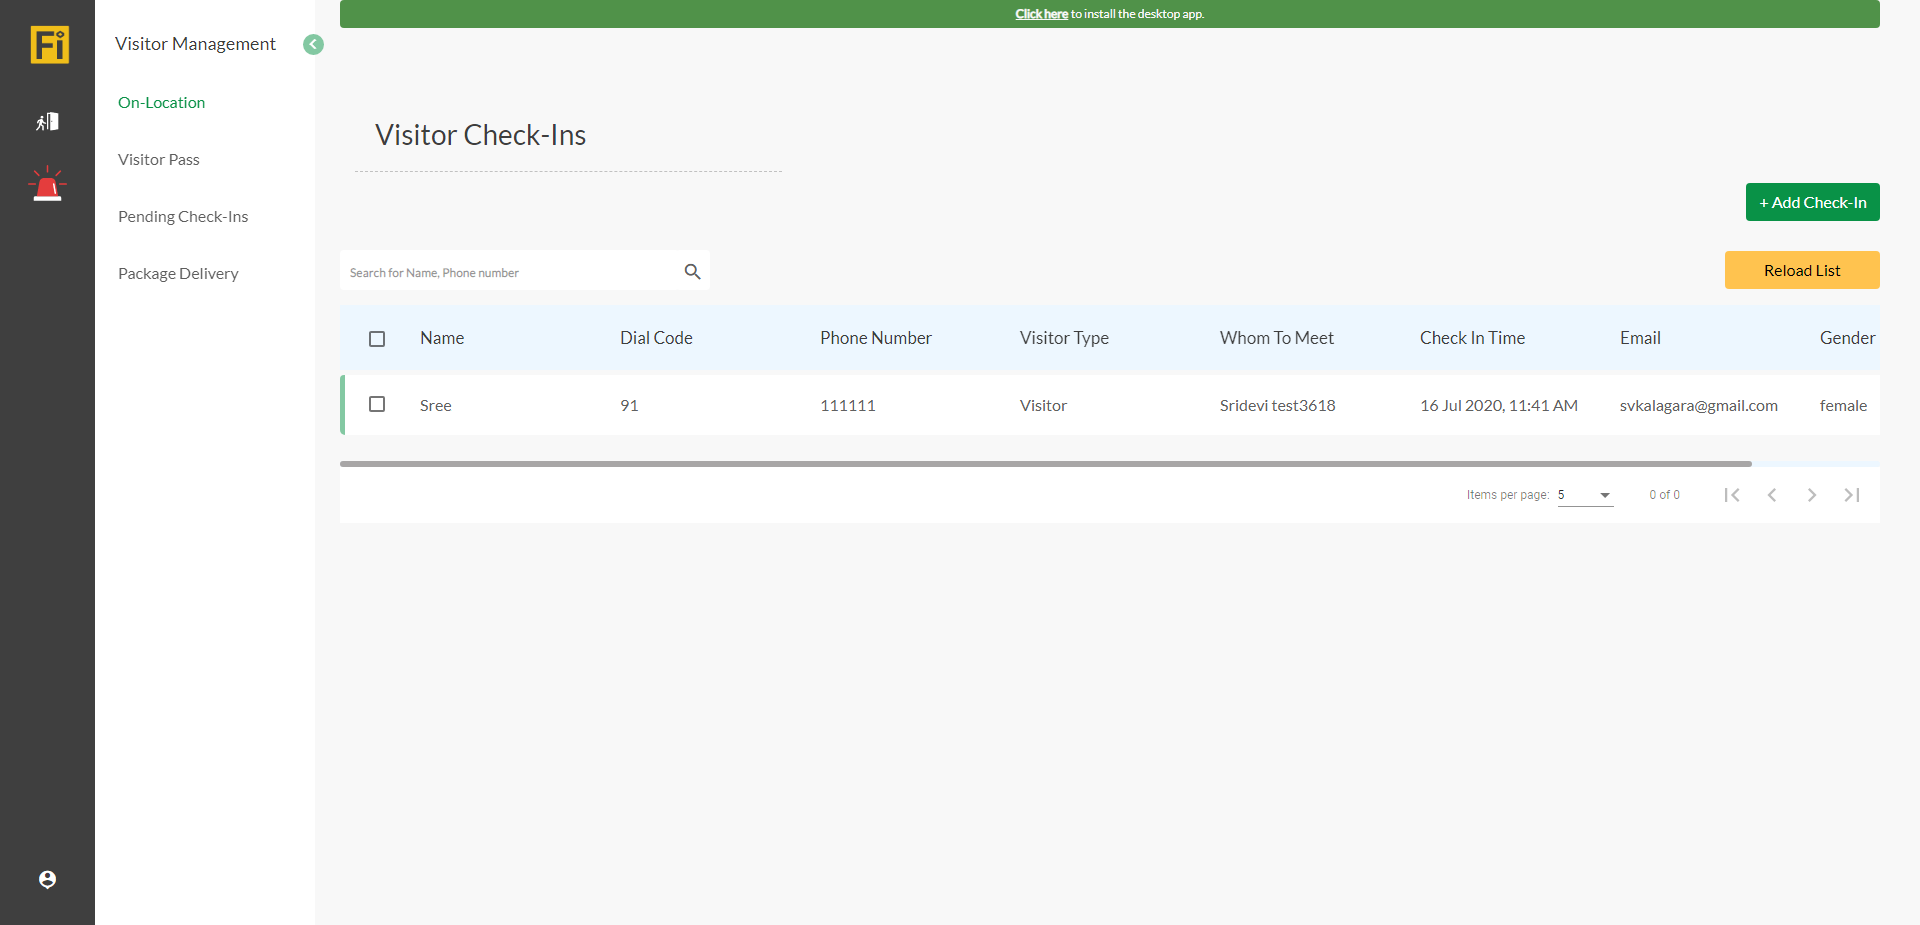 Click here to install the desktop app.
Fi
Visitor Management
On-Location
Visitor Pass
Pending Check-Ins
Package Delivery
Visitor Check-Ins
+ Add Check-In
Search for Name, Phone number
Reload List
Name Dial Code Phone Number Visitor Type Whom To Meet Check In Time Email Gender
Sree 91 111111 Visitor Sridevi test3618 16 Jul 2020, 11:41 AM svkalagara@gmail.com female
Items per page: 5 0 of 0